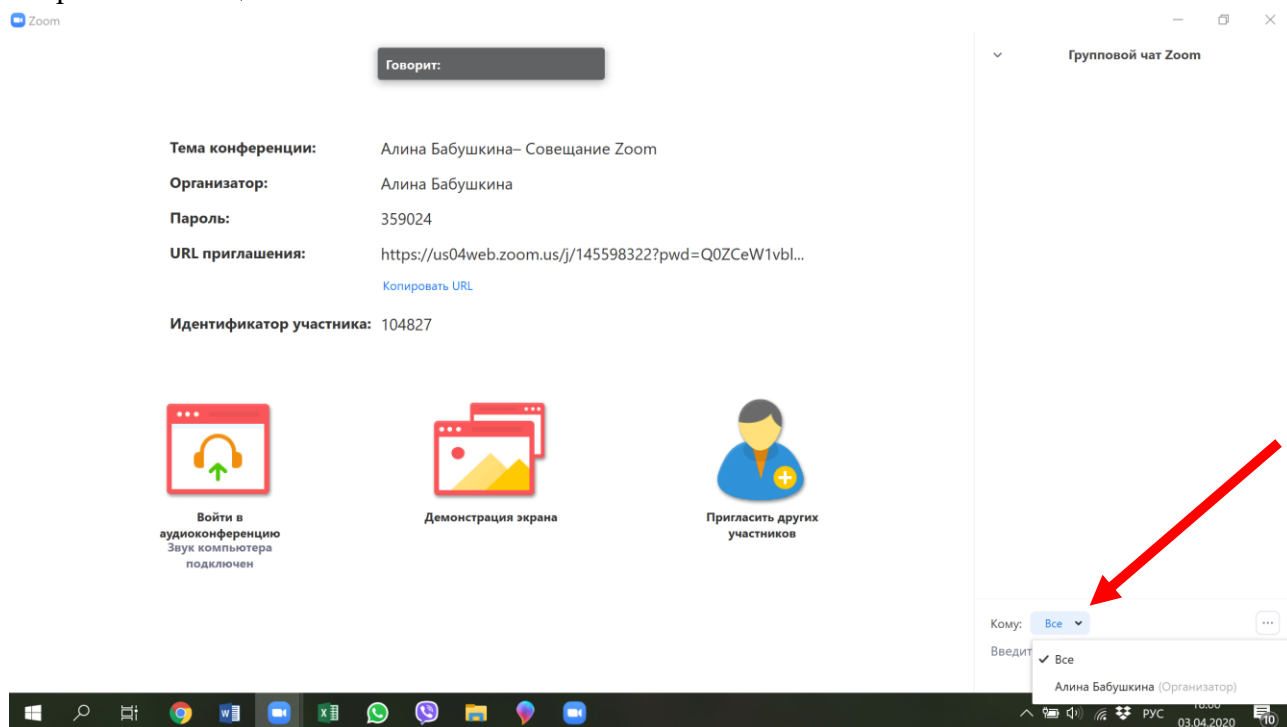 Zoom
Групповой чат Zoom
Говорит:
Тема конференции: Алина Бабушкина– Совещание Zoom
Организатор: Алина Бабушкина
Пароль: 359024
URL приглашения: https://us04web.zoom.us/j/145598322?pwd=Q0ZCeW1vbl...
Копировать URL
Идентификатор участника: 104827
Войти в
аудиоконференцию
Звук компьютера
подключен
Демонстрация экрана
Пригласить других
участников
Кому: Все
Введит
Все
Алина Бабушкина (Организатор)
РУС
03.04.2020